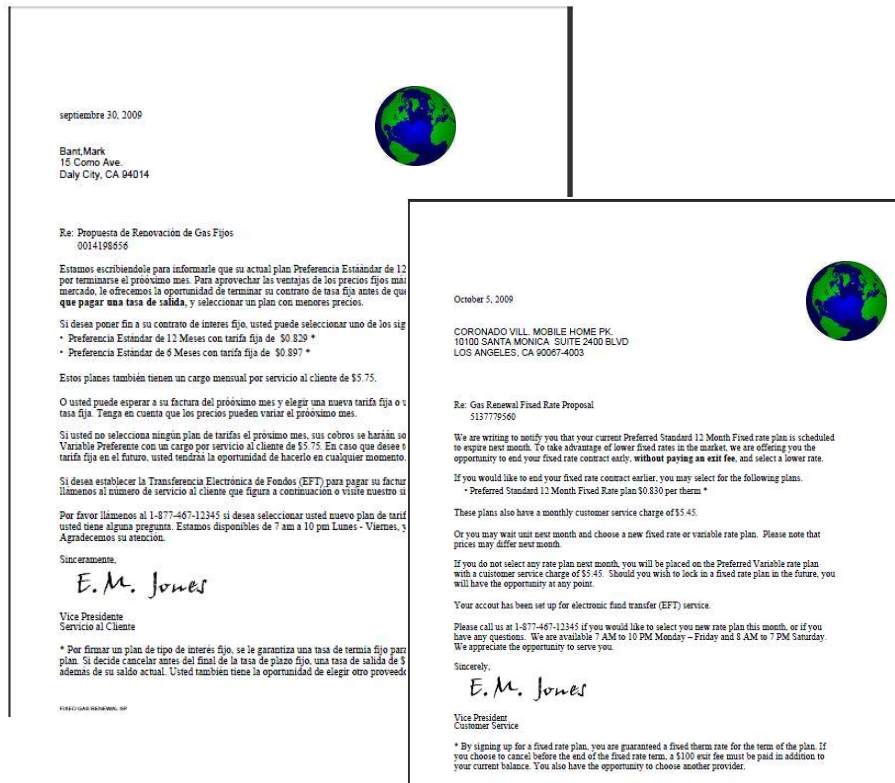 septiembre 30, 2009
Bant,Mark
15 Como Ave.
Daly City, CA 94014
Re: Propuesta de Renovación de Gas Fijos
0014198656
Estamos escribiendole para informarle que su actual plan Preferencia Estáándar de 12
por terminarse el próóximo mes. Para aprovechar las ventajas de los precios fijos
mercado, le ofrecemos la oportunidad de terminar su contrato de tasa fija antes de que
que pagar una tasa de salida, y seleccionar un plan con menores precios.
Si desea poner fin a su contrato de interes fijo, usted puede seleccionar uno de los sig
• Preferencia Estándar de 12 Meses con tarifa fija de $0.829 *
• Preferencia Estándar de 6 Meses con tarifa fija de $0.897 *
Estos planes también tienen un cargo mensual por servicio al cliente de $5.75.
O usted puede esperar a su factura del próóximo mes y elegir una nueva tarifa fija o
tasa fija. Tenga en cuenta que los precios pueden variar el próóximo mes.
Si usted no selecciona ningún plan de tarifas el próximo mes, sus cobros se haráán so
Variable Preferente con un cargo por servicio al cliente de $5.75. En caso que desee
tarifa fija en el futuro, usted tendráá la oportunidad de hacerlo en cualquier momento.
Si desea establecer la Transferencia Electrónica de Fondos (EFT) para pagar su factur
llámenos al número de servicio al cliente que figura a continuación o visite nuestro si
Por favor llámenos al 1-877-467-12345 si desea seleccionar usted nuevo plan de tarif
usted tiene alguna pregunta. Estamos disponibles de 7 am a 10 pm Lunes - Viernes, y
Agradecemos su atención.
Sinceramente,
E.M. Jones
Vice Presidente
Servicio al Cliente
* Por firmar un plan de tipo de interés fijo, se le garantiza una tasa de termia fijo para
plan. Si decide cancelar antes del final de la tasa de plazo fijo, una tasa de salida de $
además de su saldo actual. Usted también tiene la oportunidad de elegir otro proveedo
FIXED GAS RENEWAL SP
October 5, 2009
CORONADO VILL. MOBILE HOME PK.
10100 SANTA MONICA SUITE 2400 BLVD
LOS ANGELES, CA 90067-4003
Re: Gas Renewal Fixed Rate Proposal
5137779560
We are writing to notify you that your current Preferred Standard 12 Month Fixed rate plan is scheduled
to expire next month. To take advantage of lower fixed rates in the market, we are offering you the
opportunity to end your fixed rate contract early, without paying an exit fee, and select a lower rate.
If you would like to end your fixed rate contract earlier, you may select for the following plans.
• Preferred Standard 12 Month Fixed Rate plan $0.830 per therm *
These plans also have a monthly customer service charge of $5.45.
Or you may wait unit next month and choose a new fixed rate or variable rate plan. Please note that
prices may differ next month.
If you do not select any rate plan next month, you will be placed on the Preferred Variable rate plan
with a cuistomer service charge of $5.45. Should you wish to lock in a fixed rate plan in the future, you
will have the opportunity at any point.
Your accout has been set up for electronic fund transfer (EFT) service.
Please call us at 1-877-467-12345 if you would like to select you new rate plan this month, or if you
have any questions. We are available 7 AM to 10 PM Monday – Friday and 8 AM to 7 PM Saturday.
We appreciate the opportunity to serve you.
Sincerely,
E.M. Jones
Vice President
Customer Service
* By signing up for a fixed rate plan, you are guaranteed a fixed therm rate for the term of the plan. If
you choose to cancel before the end of the fixed rate term, a $100 exit fee must be paid in addition to
your current balance. You also have the opportunity to choose another provider.